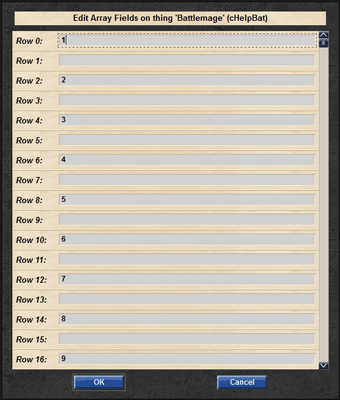 Edit Array Fields on thing 'Battlemage' (cHelpBat)
Row 0: 1
Row 1:
Row 2: 2
Row 3:
Row 4: 3
Row 5:
Row 6: 4
Row 7:
Row 8: 5
Row 9:
Row 10: 6
Row 11:
Row 12: 7
Row 13:
Row 14: 8
Row 15:
Row 16: 9
OK Cancel